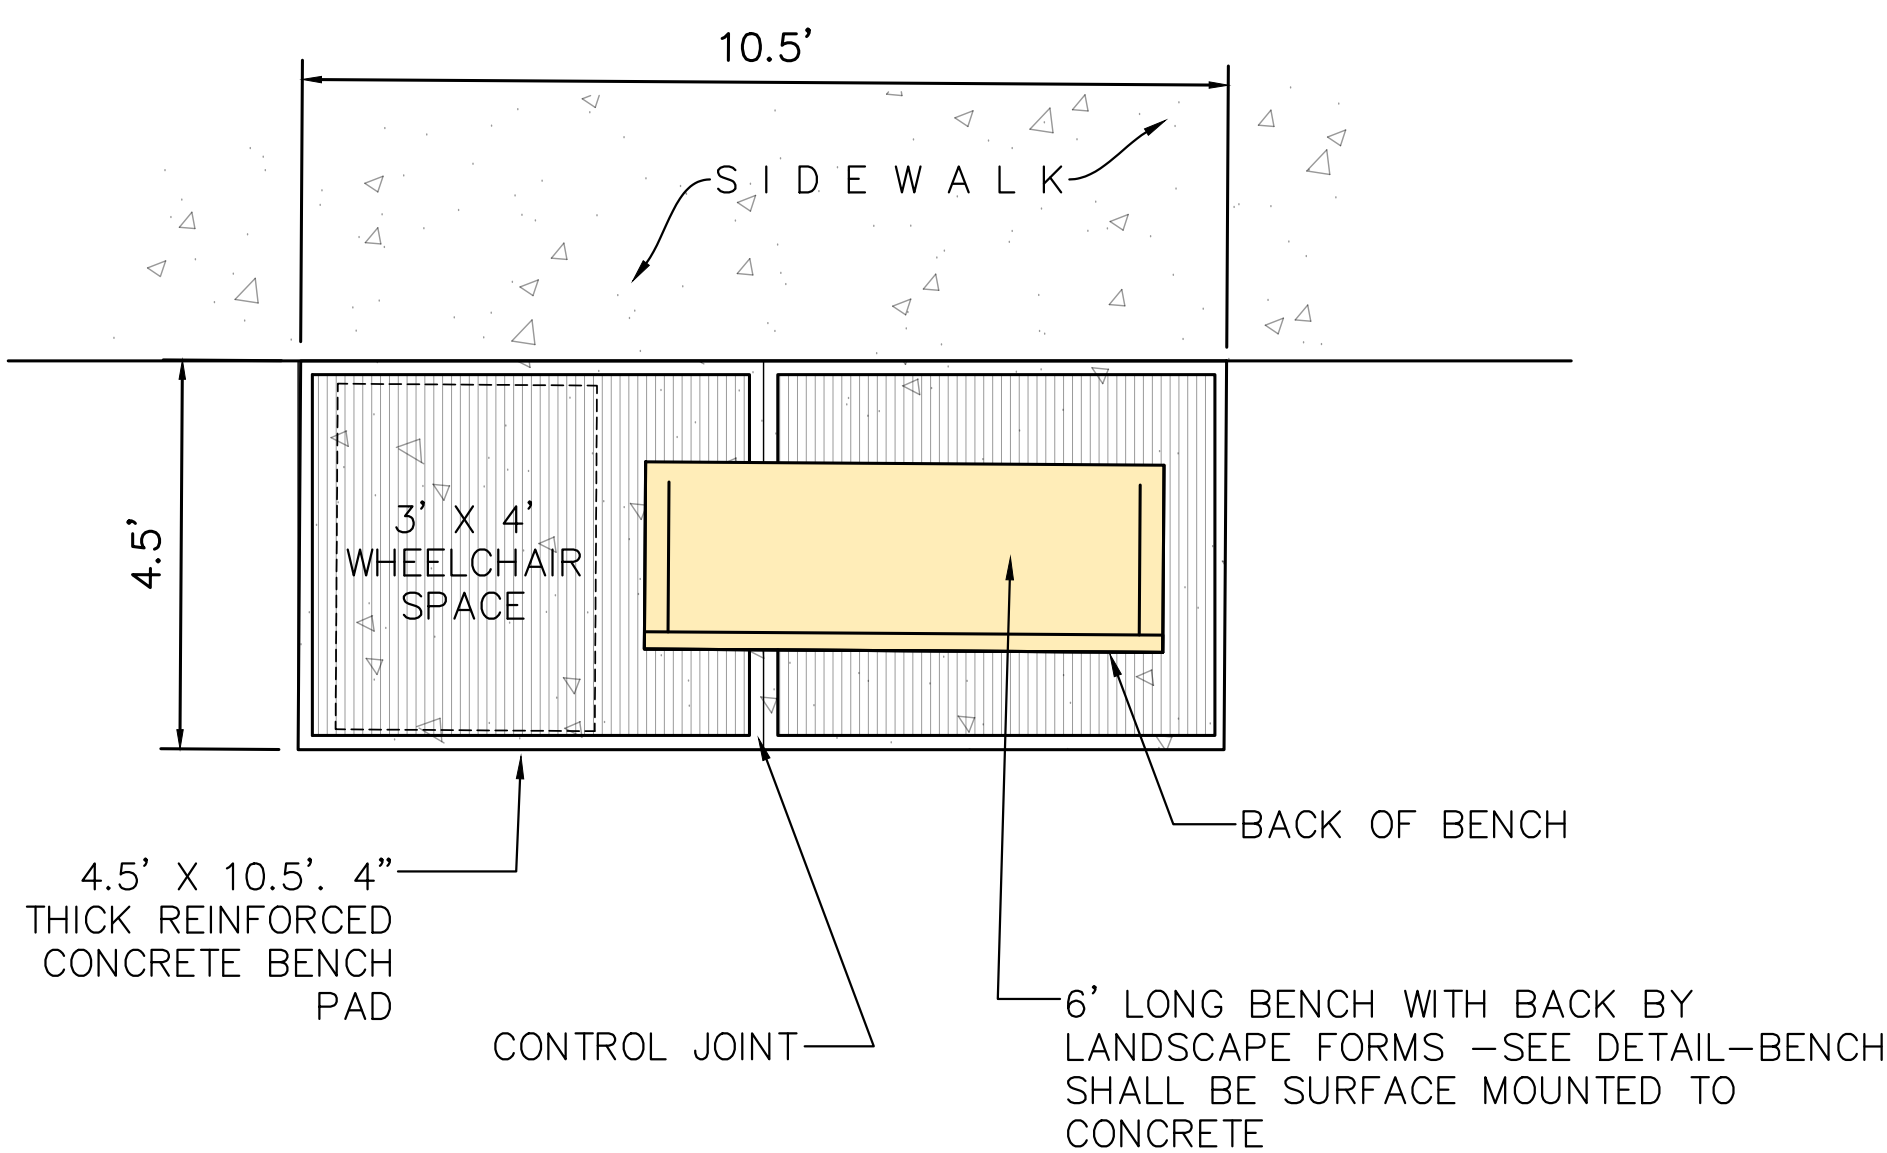 10.5’
S I D E W A L K
4.5’
3’ X 4’
WHEELCHAIR
SPACE
BACK OF BENCH
4.5’ X 10.5’. 4”
THICK REINFORCED
CONCRETE BENCH
PAD
CONTROL JOINT
6’ LONG BENCH WITH BACK BY
LANDSCAPE FORMS –SEE DETAIL–BENCH
SHALL BE SURFACE MOUNTED TO
CONCRETE